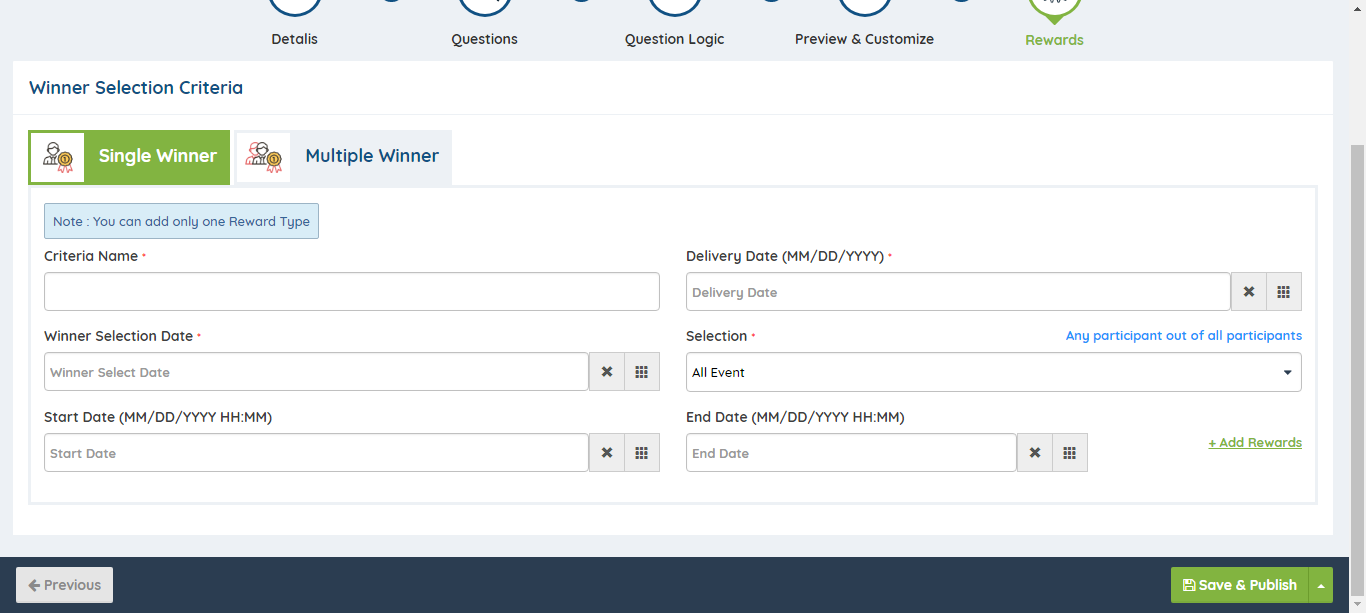 Detalis
Questions
Question Logic
Preview & Customize
Rewards
Winner Selection Criteria
Single Winner
Multiple Winner
Note : You can add only one Reward Type
Criteria Name *
Delivery Date (MM/DD/YYYY) *
Delivery Date
Winner Selection Date *
Selection *
Any participant out of all participants
Winner Select Date
All Event
Start Date (MM/DD/YYYY HH:MM)
End Date (MM/DD/YYYY HH:MM)
Start Date
End Date
+ Add Rewards
Previous
Save & Publish